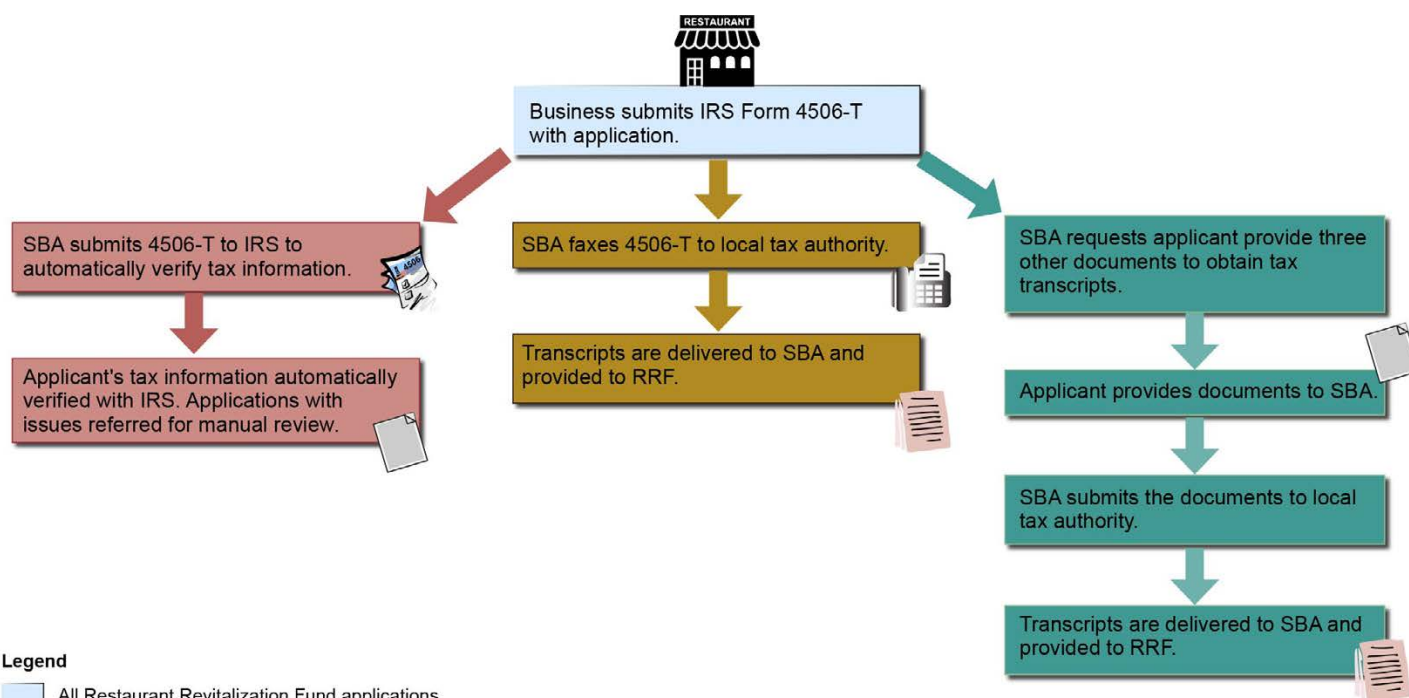 RESTAURANT
Business submits IRS Form 4506-T
with application.
SBA submits 4506-T to IRS to
automatically verify tax information.
4506
Applicant's tax information automatically
verified with IRS. Applications with
issues referred for manual review.
SBA faxes 4506-T to local tax authority.
Transcripts are delivered to SBA and
provided to RRF.
SBA requests applicant provide three
other documents to obtain tax
transcripts.
Applicant provides documents to SBA.
SBA submits the documents to local
tax authority.
Transcripts are delivered to SBA and
provided to RRF.
Legend
All Restaurant Revitalization Fund applications